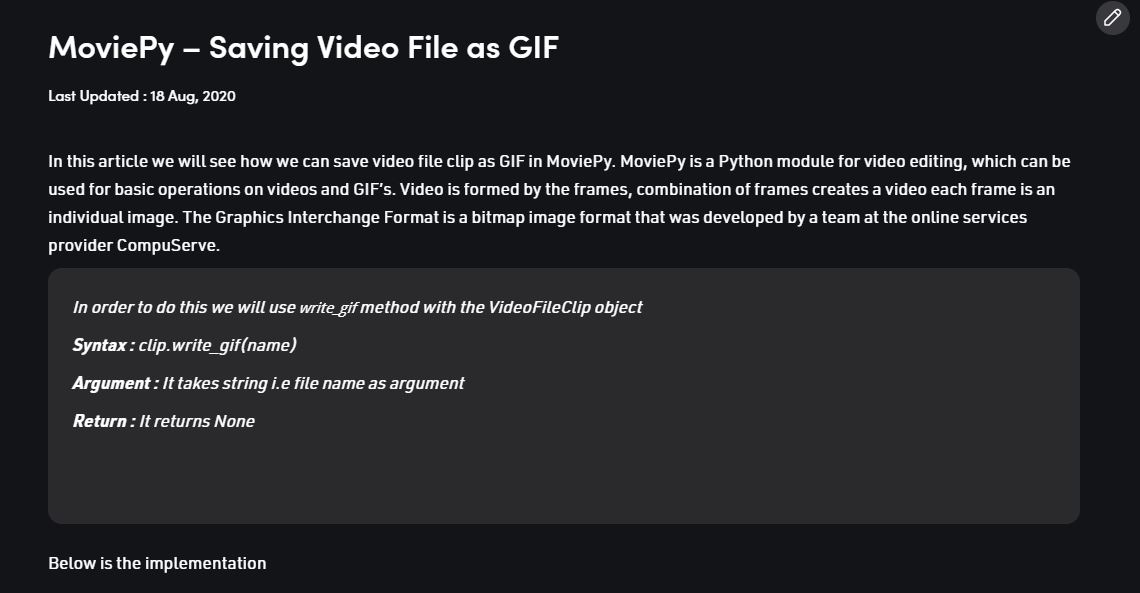 MoviePy – Saving Video File as GIF
Last Updated : 18 Aug, 2020
In this article we will see how we can save video file clip as GIF in MoviePy. MoviePy is a Python module for video editing, which can be
used for basic operations on videos and GIF’s. Video is formed by the frames, combination of frames creates a video each frame is an
individual image. The Graphics Interchange Format is a bitmap image format that was developed by a team at the online services
provider CompuServe.
In order to do this we will use write_gif method with the VideoFileClip object
Syntax : clip.write_gif(name)
Argument : It takes string i.e file name as argument
Return : It returns None
Below is the implementation